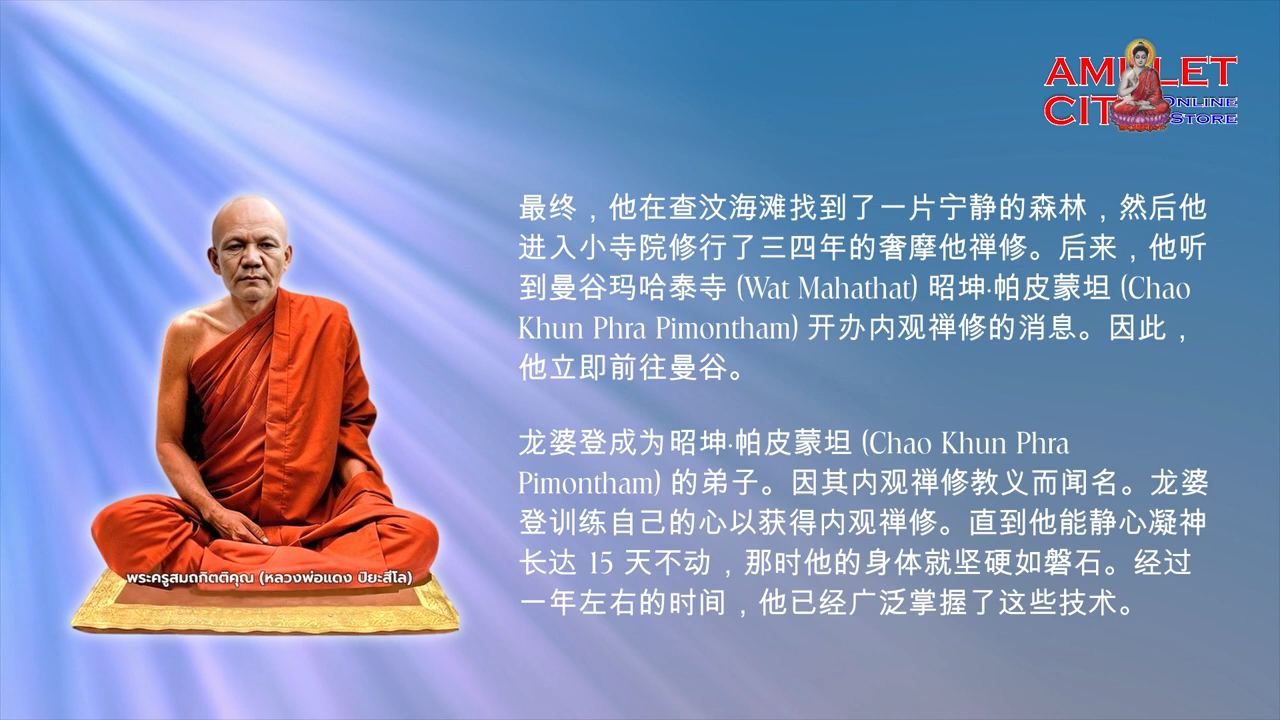 AMULET
CITY ONLINE
STORE
最终，他在查汶海滩找到了一片宁静的森林，然后他
进入小寺院修行了三四年的奢摩他禅修。后来，他听
到曼谷玛哈泰寺 (Wat Mahathat) 昭坤·帕皮蒙坦 (Chao
Khun Phra Pimontham) 开办内观禅修的消息。因此，
他立即前往曼谷。
龙婆登成为昭坤·帕皮蒙坦 (Chao Khun Phra
Pimontham) 的弟子。因其内观禅修教义而闻名。龙婆
登训练自己的心以获得内观禅修。直到他能静心凝神
长达 15 天不动，那时他的身体就坚硬如磐石。经过
一年左右的时间，他已经广泛掌握了这些技术。
พระครูสมถกิตติคุณ (หลวงพ่อแดง ปิยะสีโล)